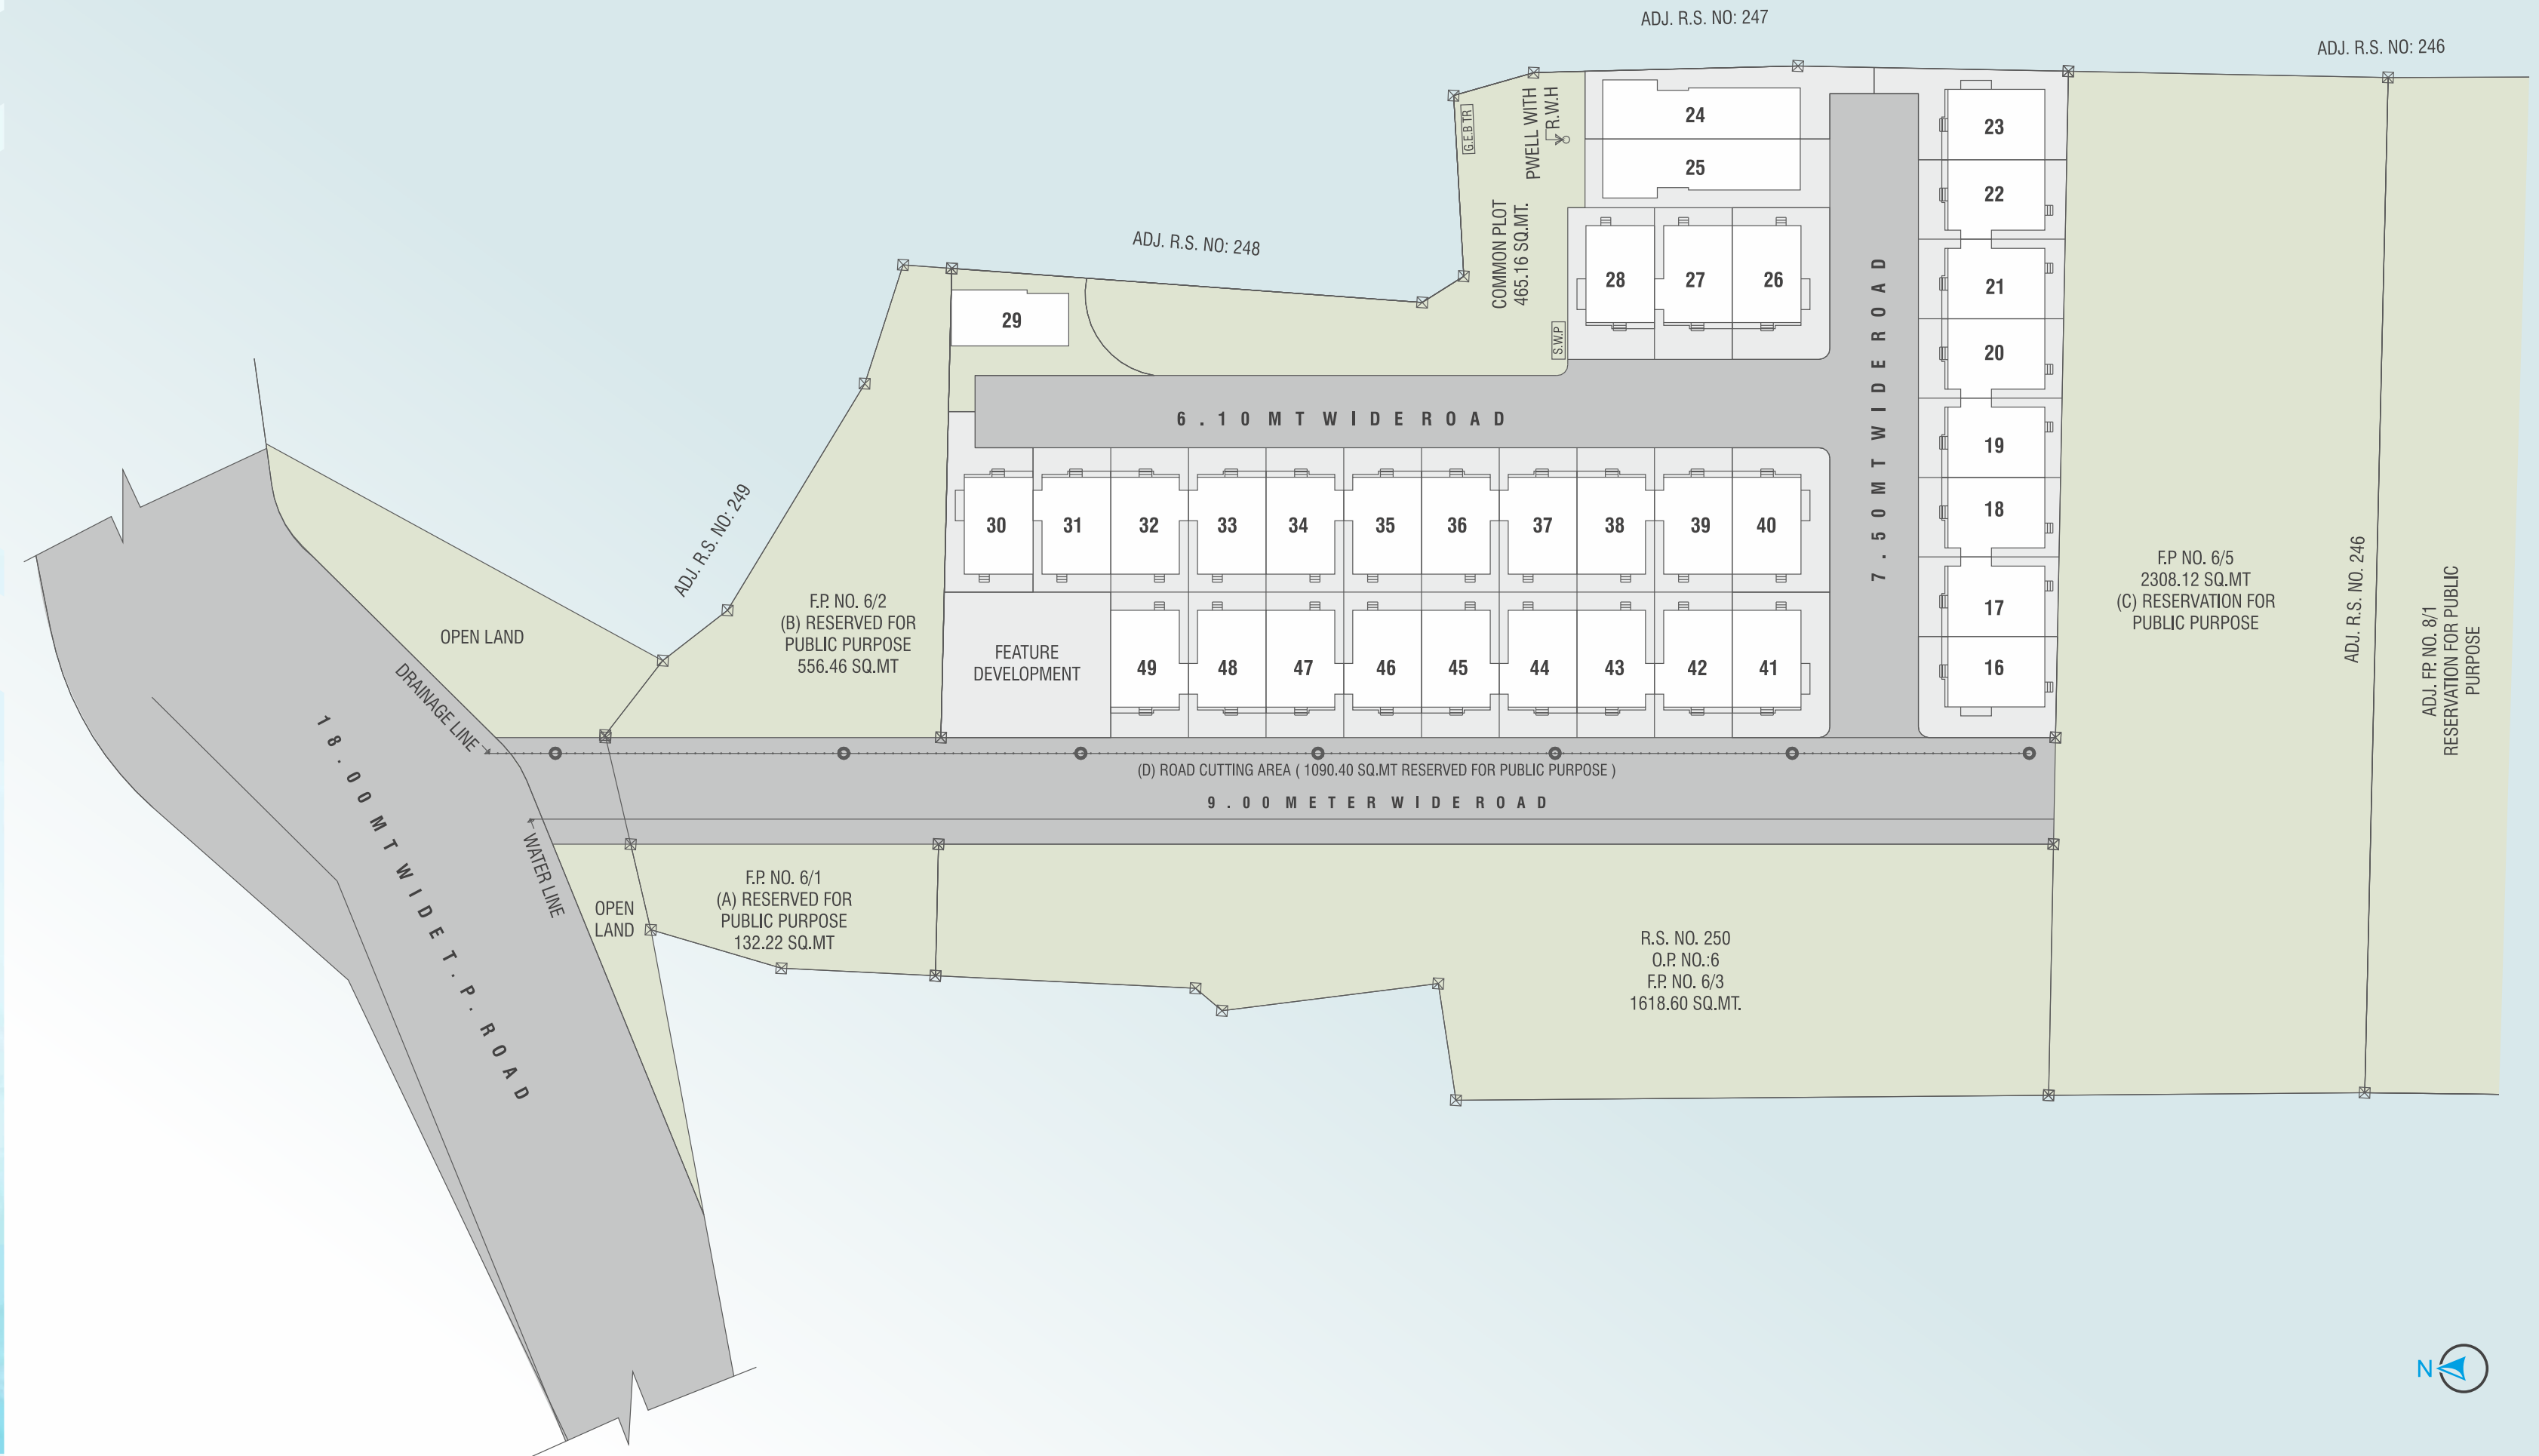 ADJ. R.S. NO: 247
ADJ. R.S. NO: 246
G.E.B TR
PWELL WITH
R.W.H
24
25
23
22
COMMON PLOT
465.16 SQ.MT.
ADJ. R.S. NO: 248
28
27
26
21
29
S.W.P
20
7.50 MT WIDE ROAD
6.10 MT WIDE ROAD
19
18
30
31
32
33
34
35
36
37
38
39
40
ADJ. R.S. NO: 249
F.P. NO. 6/2
(B) RESERVED FOR
PUBLIC PURPOSE
556.46 SQ.MT
OPEN LAND
FEATURE
DEVELOPMENT
49
48
47
46
45
44
43
42
41
17
16
F.P NO. 6/5
2308.12 SQ.MT
(C) RESERVATION FOR
PUBLIC PURPOSE
ADJ. R.S NO. 246
ADJ. FP. NO. 8/1
RESERVATION FOR PUBLIC
PURPOSE
DRAINAGE LINE
18.00 MT WIDE T.P. ROAD
(D) ROAD CUTTING AREA ( 1090.40 SQ.MT RESERVED FOR PUBLIC PURPOSE )
9.00 METER WIDE ROAD
WATER LINE
OPEN
LAND
F.P. NO. 6/1
(A) RESERVED FOR
PUBLIC PURPOSE
132.22 SQ.MT
R.S. NO. 250
O.P. NO.:6
F.P. NO. 6/3
1618.60 SQ.MT.
N